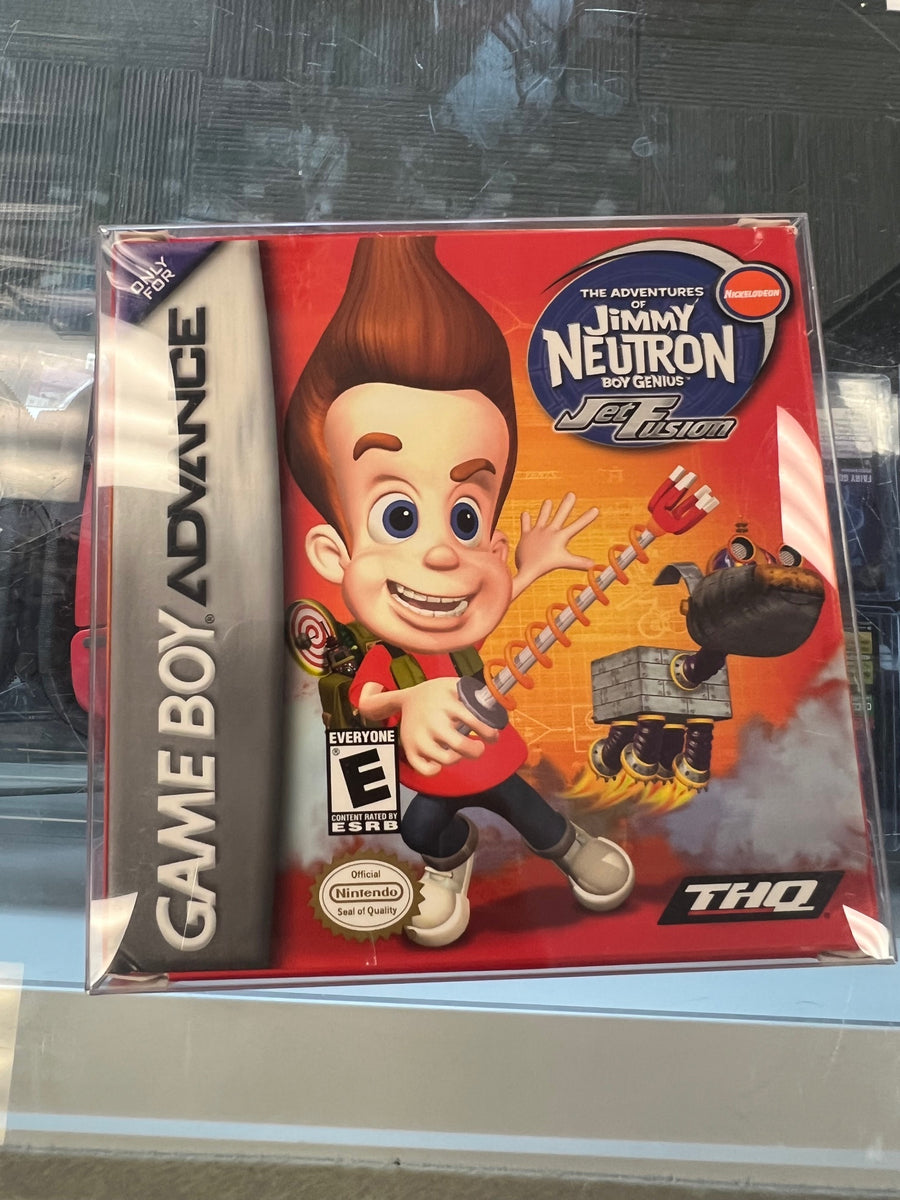 ONLY
FOR
GAME BOY® ADVANCE
THE ADVENTURES
OF
JIMMY
NEUTRON
BOY GENIUS™
Jet Fusion
NICKELODEON
EVERYONE
®
E
CONTENT RATED BY
ESRB
Official
Nintendo
Seal of Quality
THQ®